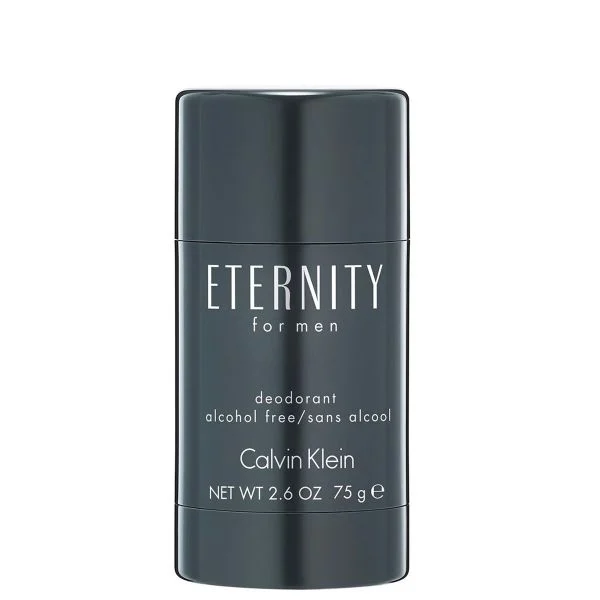 ETERNITY
for men
deodorant
alcohol free/sans alcool
Calvin Klein
NET WT 2.6 OZ 75 g ℮